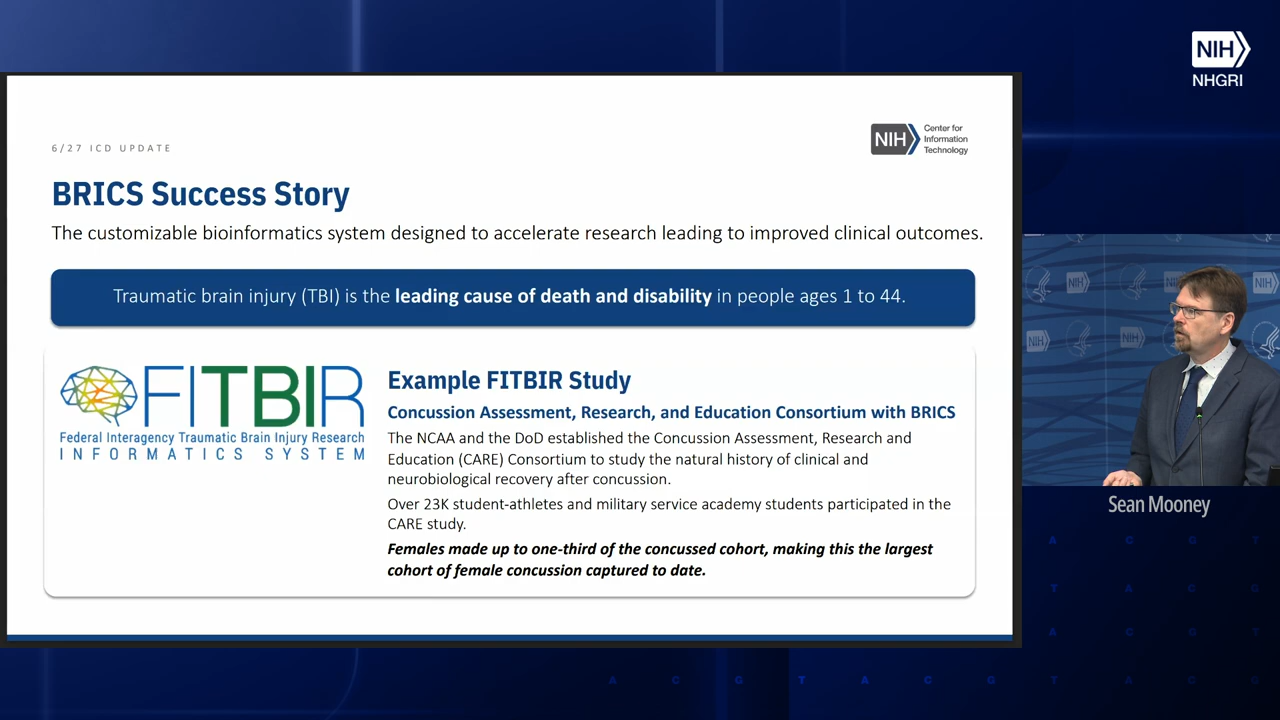 NIH
NHGRI
6/27 ICD UPDATE
NIH
Center for
Information
Technology
BRICS Success Story
The customizable bioinformatics system designed to accelerate research leading to improved clinical outcomes.
Traumatic brain injury (TBI) is the leading cause of death and disability in people ages 1 to 44.
FITBIR
Federal Interagency Traumatic Brain Injury Research
INFORMATICS SYSTEM
Example FITBIR Study
Concussion Assessment, Research, and Education Consortium with BRICS
The NCAA and the DoD established the Concussion Assessment, Research and
Education (CARE) Consortium to study the natural history of clinical and
neurobiological recovery after concussion.
Over 23K student-athletes and military service academy students participated in the
CARE study.
Females made up to one-third of the concussed cohort, making this the largest
cohort of female concussion captured to date.
NIH
NIH
NIH
NIH
Sean Mooney
A C G T
T A C G
A C G T
A C G T A C G T A C G